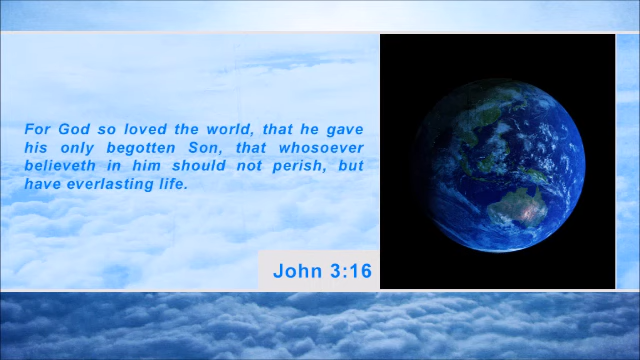 For God so loved the world, that he gave
his only begotten Son, that whosoever
believeth in him should not perish, but
have everlasting life.
John 3:16